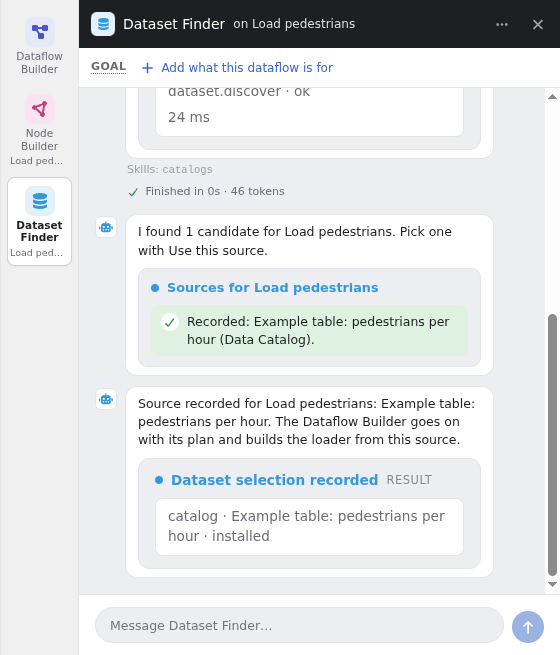 Dataset Finder on Load pedestrians
Dataflow
Builder
Node
Builder
Load ped...
Dataset
Finder
Load ped...
GOAL
Add what this dataflow is for
dataset.discover · ok
24 ms
Skills: catalogs
Finished in 0s · 46 tokens
I found 1 candidate for Load pedestrians. Pick one
with Use this source.
Sources for Load pedestrians
Recorded: Example table: pedestrians per
hour (Data Catalog).
Source recorded for Load pedestrians: Example table:
pedestrians per hour. The Dataflow Builder goes on
with its plan and builds the loader from this source.
Dataset selection recorded RESULT
catalog · Example table: pedestrians per
hour · installed
Message Dataset Finder...